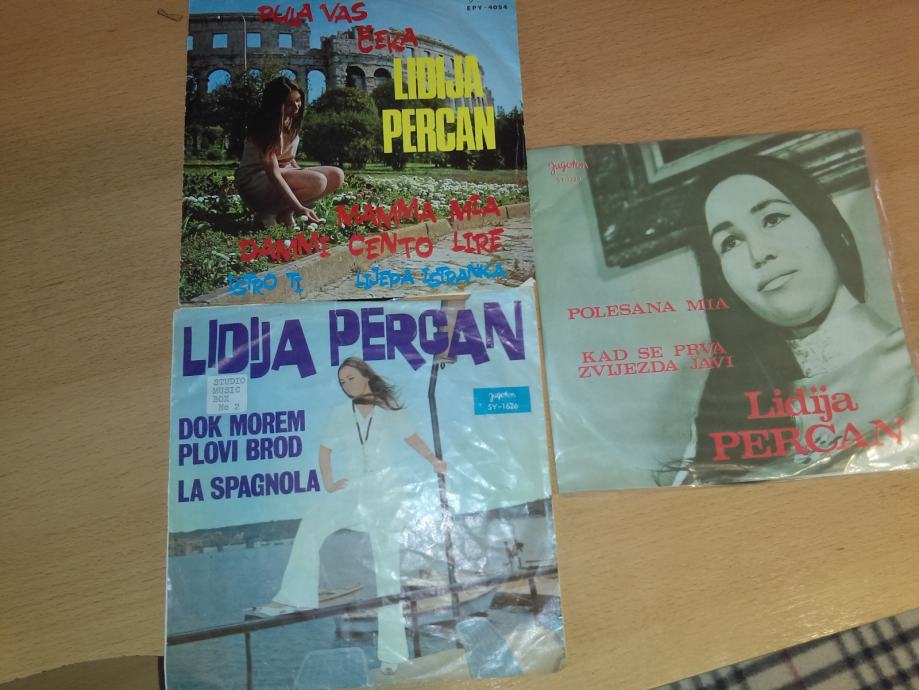 PULA VAS
ČEKA
EPY-4054
LIDIJA
PERCAN
MAMMA MIA
DAMMI CENTO LIRE
ISTRO TI LIJEPA ISTRANKA
LIDIJA PERCAN
STUDIO
MUSIC
BOX
No 2
jugoton
SY-1626
DOK MOREM
PLOVI BROD
LA SPAGNOLA
Jugoton
POLESANA MIA
KAD SE PRVA
ZVIJEZDA JAVI
Lidija
PERCAN